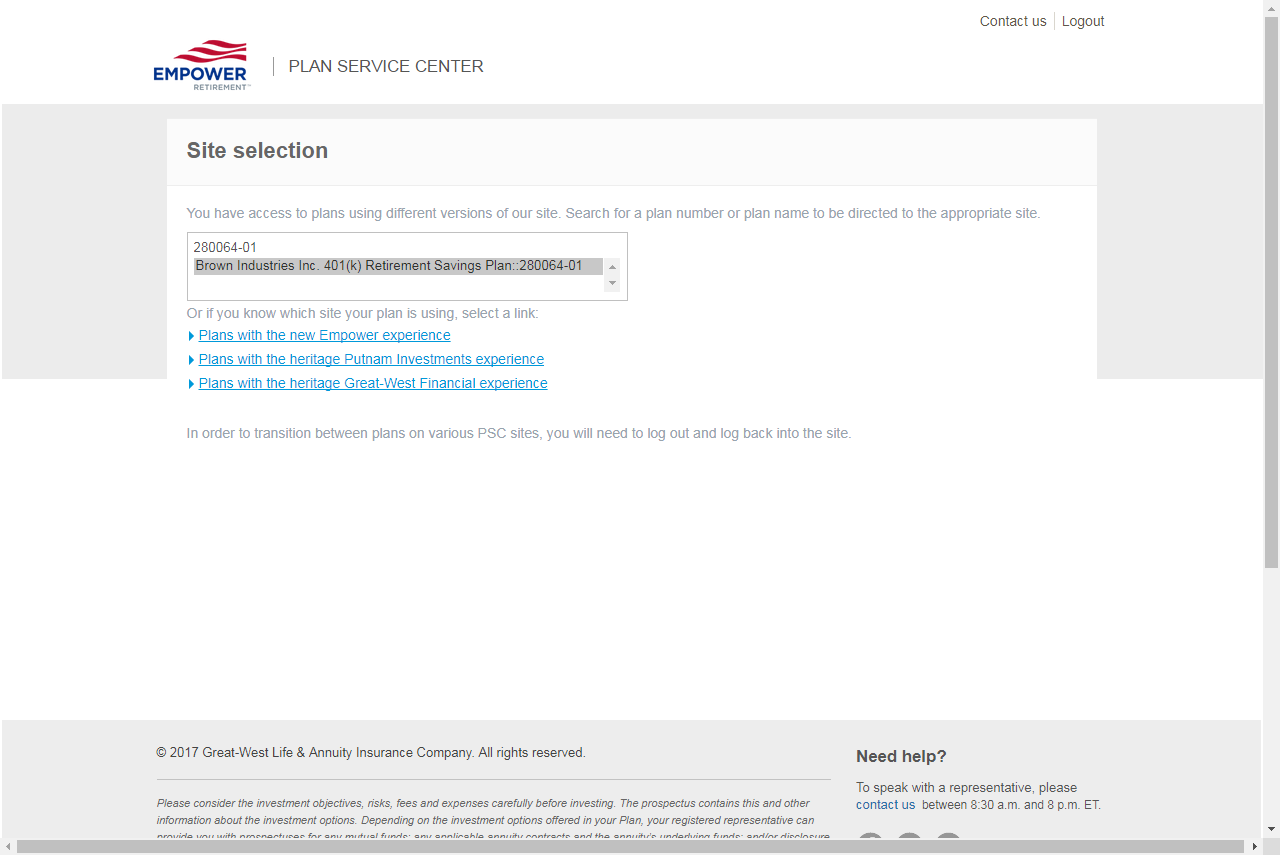 Contact us
Logout
EMPOWER
RETIREMENT™
PLAN SERVICE CENTER
Site selection
You have access to plans using different versions of our site. Search for a plan number or plan name to be directed to the appropriate site.
280064-01
Brown Industries Inc. 401(k) Retirement Savings Plan::280064-01
Or if you know which site your plan is using, select a link:
Plans with the new Empower experience
Plans with the heritage Putnam Investments experience
Plans with the heritage Great-West Financial experience
In order to transition between plans on various PSC sites, you will need to log out and log back into the site.
© 2017 Great-West Life & Annuity Insurance Company. All rights reserved.
Please consider the investment objectives, risks, fees and expenses carefully before investing. The prospectus contains this and other
information about the investment options. Depending on the investment options offered in your Plan, your registered representative can
provide you with prospectuses for any mutual funds; any applicable annuity contracts and the annuity's underlying funds; and/or disclosure
Need help?
To speak with a representative, please
contact us between 8:30 a.m. and 8 p.m. ET.